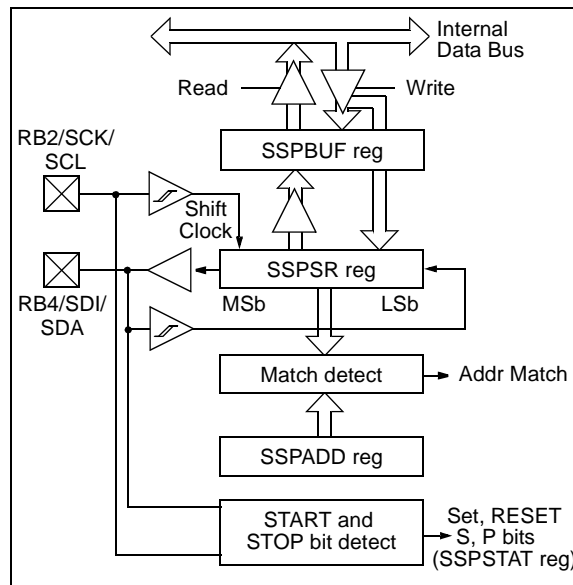 Internal
Data Bus
Read
Write
RB2/SCK/
SCL
SSPBUF reg
Shift
Clock
SSPSR reg
MSb
LSb
RB4/SDI/
SDA
Match detect
Addr Match
SSPADD reg
START and
STOP bit detect
Set, RESET
S, P bits
(SSPSTAT reg)